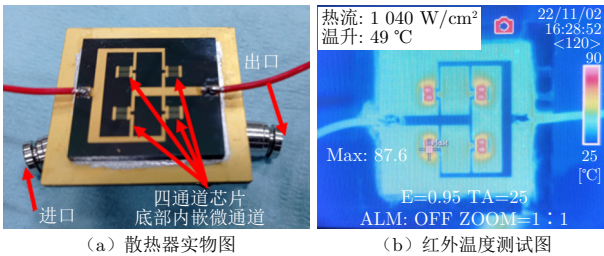 出口
进口
四通道芯片
底部内嵌微通道
(a) 散热器实物图
热流: 1 040 W/cm²
温升: 49 ℃
22/11/02
16:28:52
<120>
90
25
[℃]
Max: 87.6
E=0.95 TA=25
ALM: OFF ZOOM=1∶1
(b) 红外温度测试图